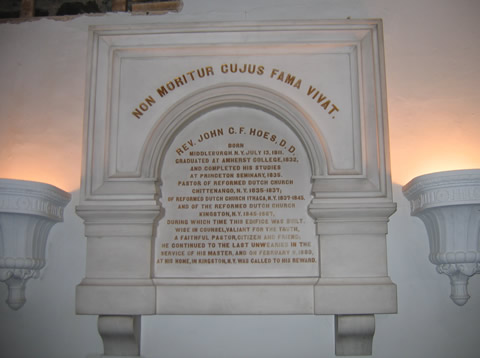 NON MORITUR CUJUS FAMA VIVAT.
REV. JOHN C. F. HOES, D.D.
BORN
MIDDLEBURGH N.Y. JULY 13, 1811.
GRADUATED AT AMHERST COLLEGE, 1832,
AND COMPLETED HIS STUDIES
AT PRINCETON SEMINARY, 1835.
PASTOR OF REFORMED DUTCH CHURCH
CHITTENANGO, N.Y. 1835-1837,
OF REFORMED DUTCH CHURCH ITHACA, N.Y. 1837-1845.
AND OF THE REFORMED DUTCH CHURCH
KINGSTON, N.Y. 1845-1867,
DURING WHICH TIME THIS EDIFICE WAS BUILT.
WISE IN COUNSEL, VALIANT FOR THE TRUTH,
A FAITHFUL PASTOR, CITIZEN AND FRIEND,
HE CONTINUED TO THE LAST UNWEARIED IN THE
SERVICE OF HIS MASTER, AND ON FEBRUARY
AT HIS HOME, IN KINGSTON, N.Y. WAS CALLED TO HIS REWARD.